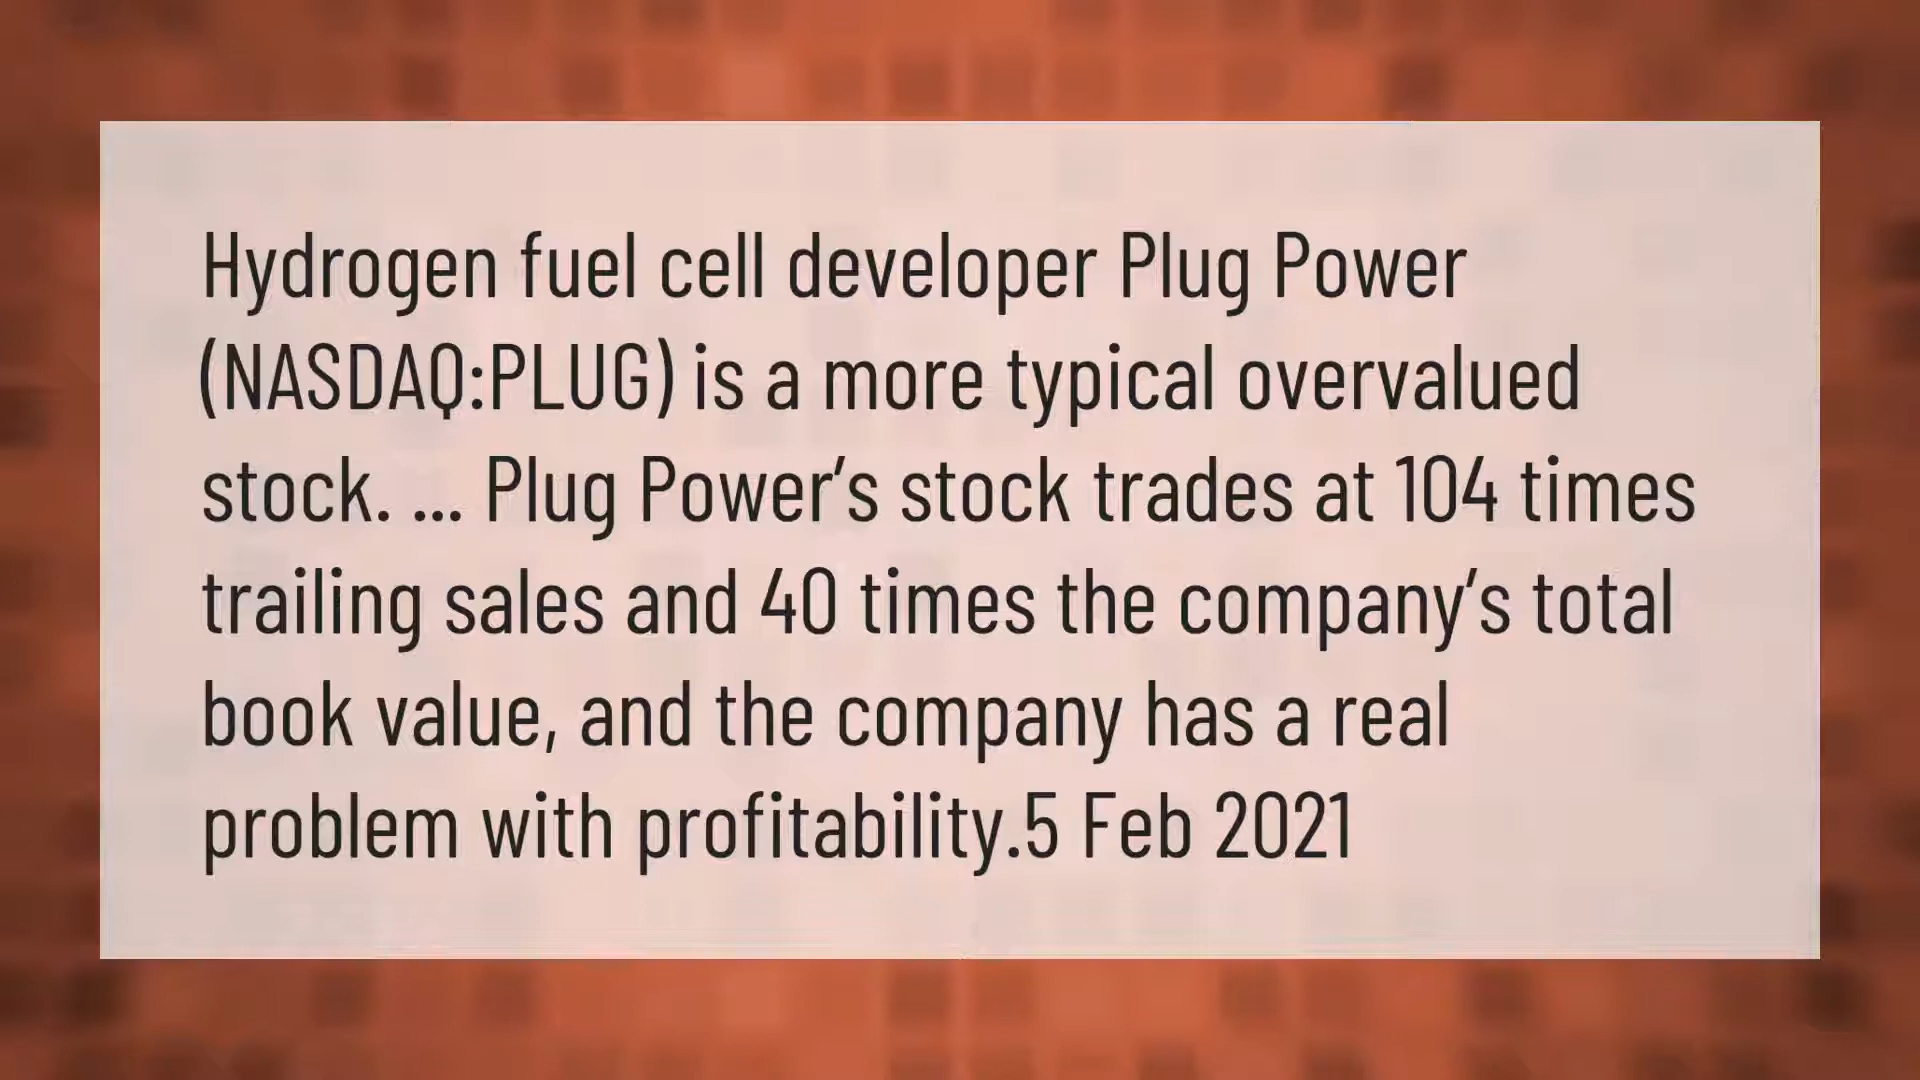 Hydrogen fuel cell developer Plug Power
(NASDAQ:PLUG) is a more typical overvalued
stock. ... Plug Power's stock trades at 104 times
trailing sales and 40 times the company's total
book value, and the company has a real
problem with profitability.5 Feb 2021